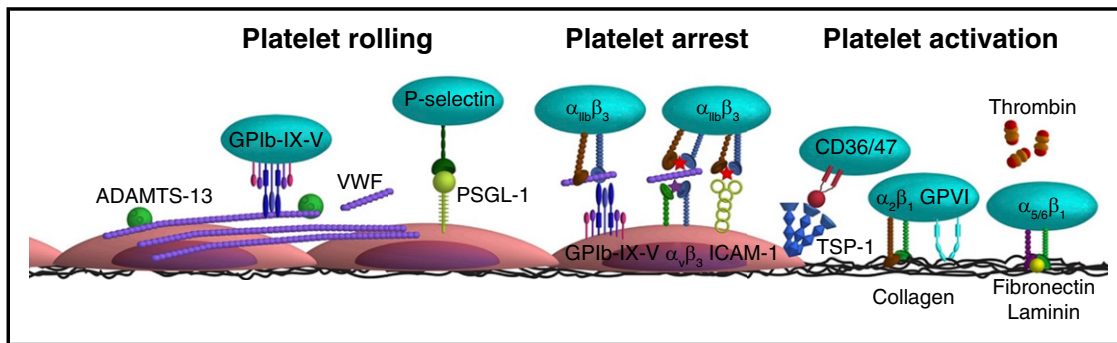 Platelet rolling
Platelet arrest
Platelet activation
P-selectin
GPIb-IX-V
ADAMTS-13
VWF
PSGL-1
αIIbβ3
αIIbβ3
GPIb-IX-V αvβ3 ICAM-1
CD36/47
TSP-1
α2β1 GPVI
Collagen
Thrombin
α5/6β1
Fibronectin
Laminin